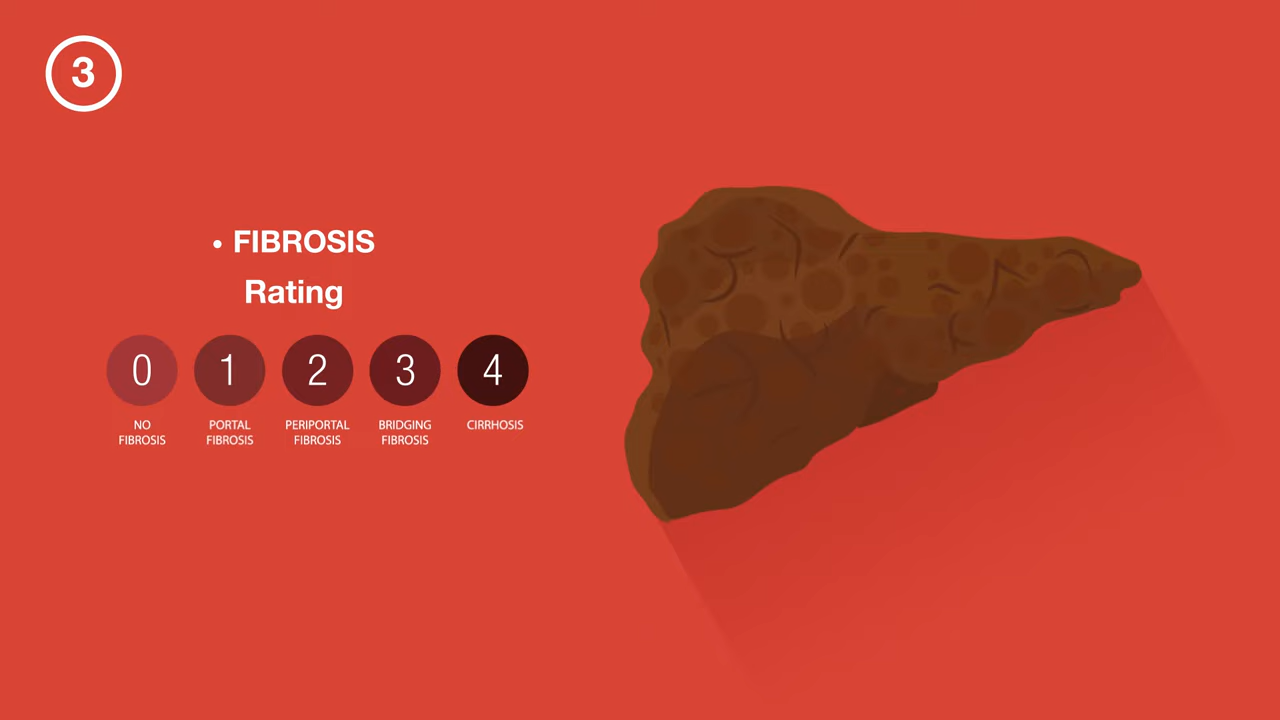 3
• FIBROSIS
Rating
0 1 2 3 4
NO PORTAL PERIPORTAL BRIDGING CIRRHOSIS
FIBROSIS FIBROSIS FIBROSIS FIBROSIS